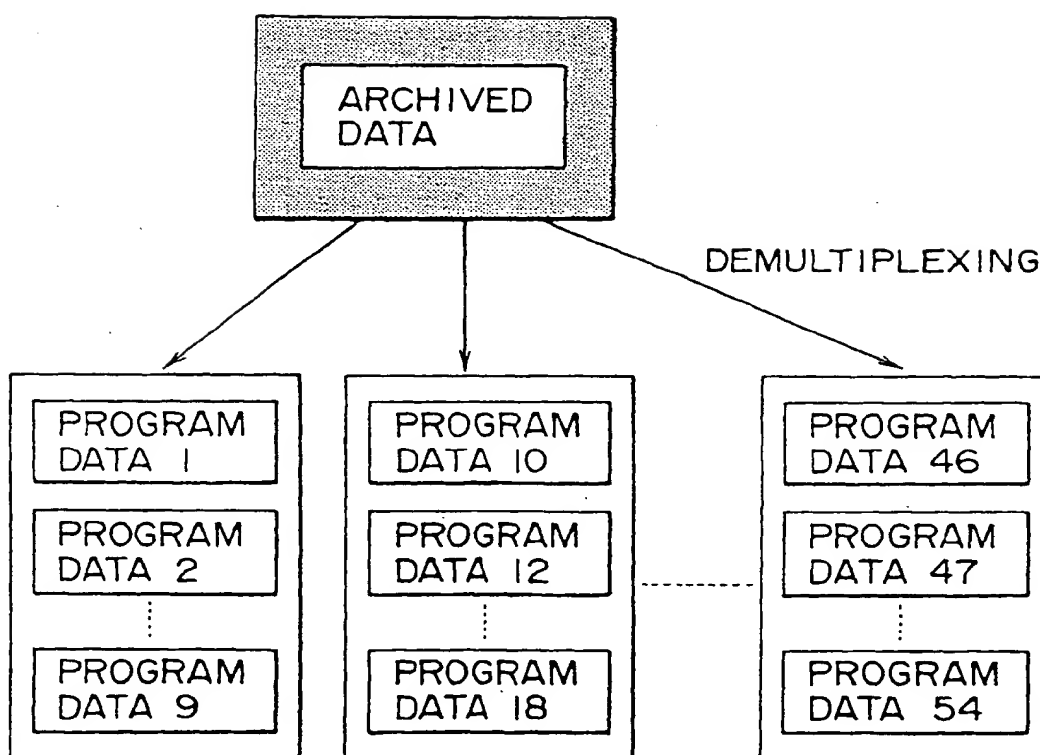 ARCHIVED
DATA
DEMULTIPLEXING
PROGRAM
DATA 1
PROGRAM
DATA 2
PROGRAM
DATA 9
PROGRAM
DATA 10
PROGRAM
DATA 12
PROGRAM
DATA 18
PROGRAM
DATA 46
PROGRAM
DATA 47
PROGRAM
DATA 54